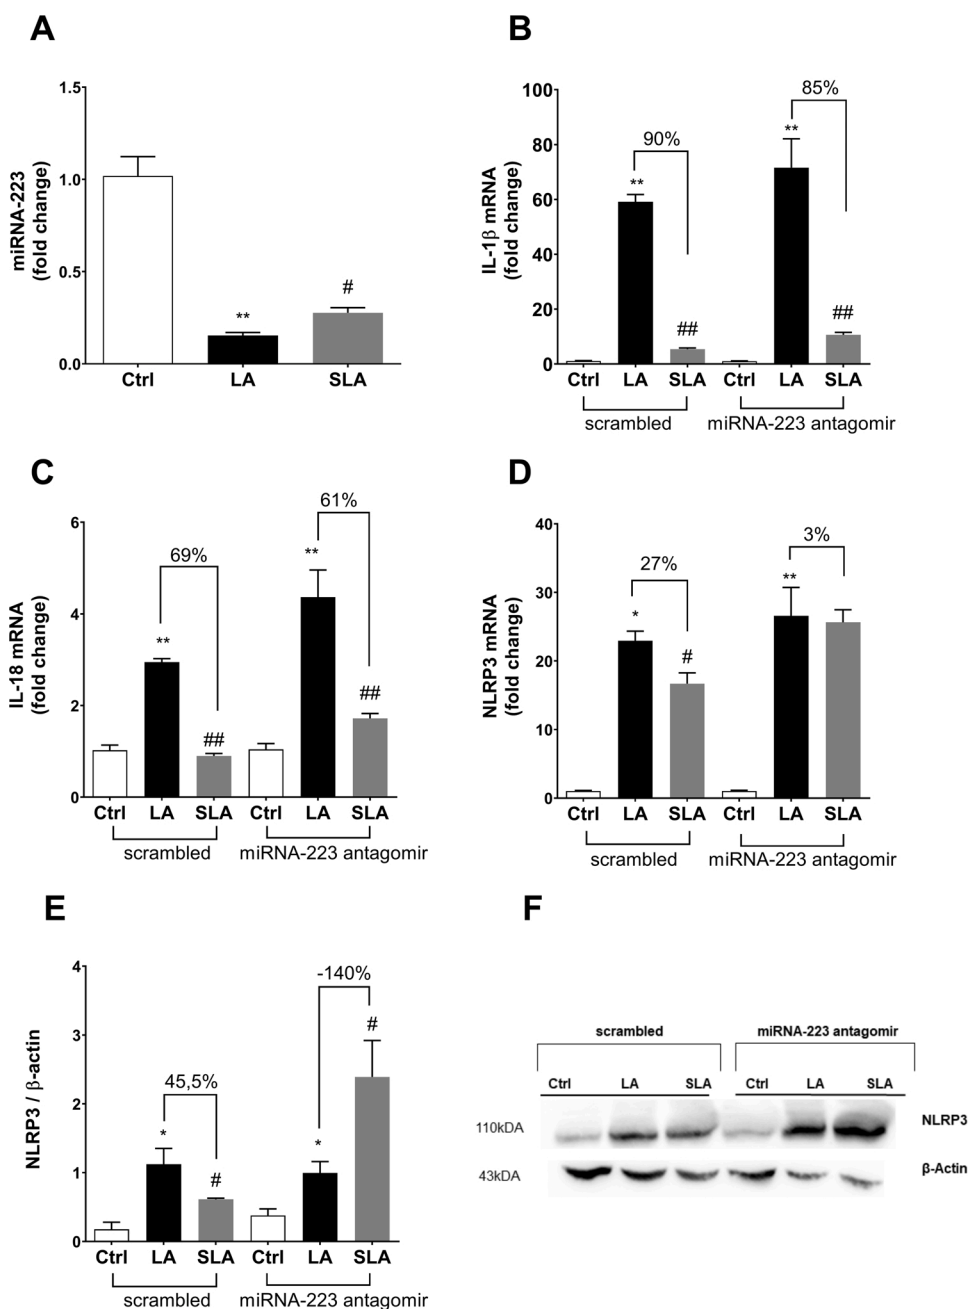 A
miRNA-223
(fold change)
1.5
1.0
0.5
0.0
**
#
Ctrl LA SLA
B
IL-1β mRNA
(fold change)
100
80
60
40
20
0
90%
85%
**
##
**
##
Ctrl LA SLA Ctrl LA SLA
scrambled miRNA-223 antagomir
C
IL-18 mRNA
(fold change)
6
4
2
0
69%
61%
**
##
**
##
Ctrl LA SLA Ctrl LA SLA
scrambled miRNA-223 antagomir
D
NLRP3 mRNA
(fold change)
40
30
20
10
0
27%
3%
*
#
**
Ctrl LA SLA Ctrl LA SLA
scrambled miRNA-223 antagomir
E
NLRP3 / β-actin
4
3
2
1
0
45,5%
-140%
*
#
*
#
Ctrl LA SLA Ctrl LA SLA
scrambled miRNA-223 antagomir
F
scrambled miRNA-223 antagomir
Ctrl LA SLA Ctrl LA SLA
110kDA NLRP3
43kDA β-Actin